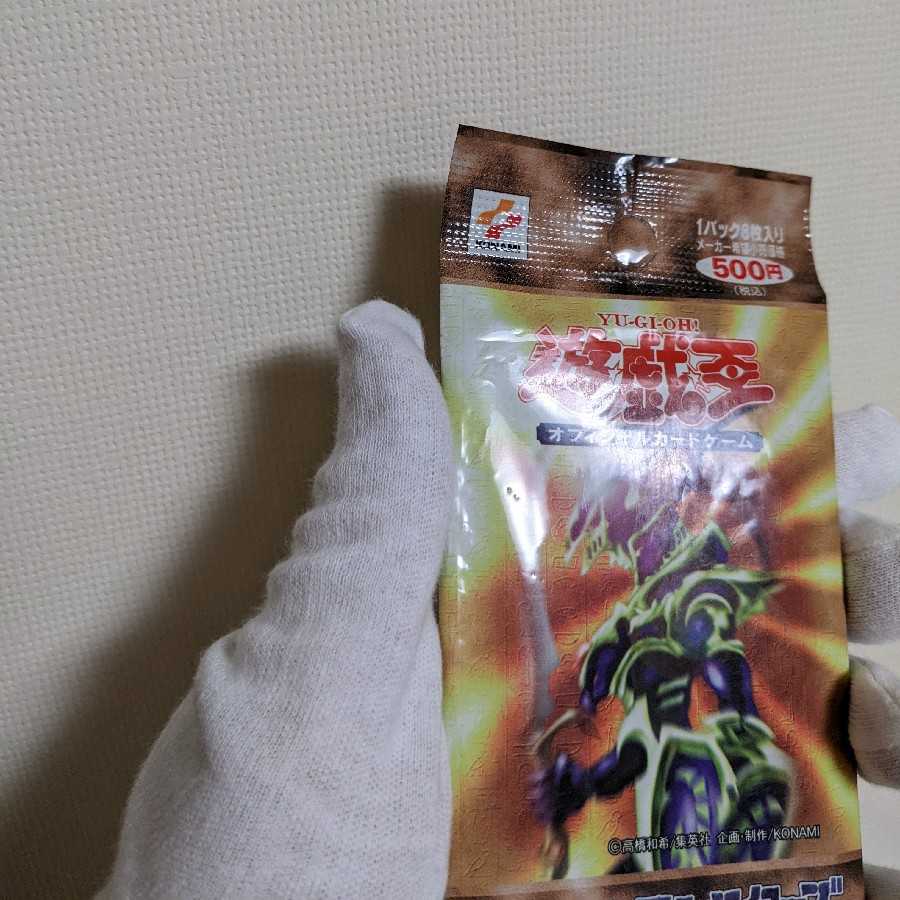 KONAMI
1パック8枚入り
メーカー希望小売価格
500円
(税込)
YU-GI-OH!
遊戯王
オフィシャルカードゲーム
©高橋和希/集英社 企画・制作/KONAMI